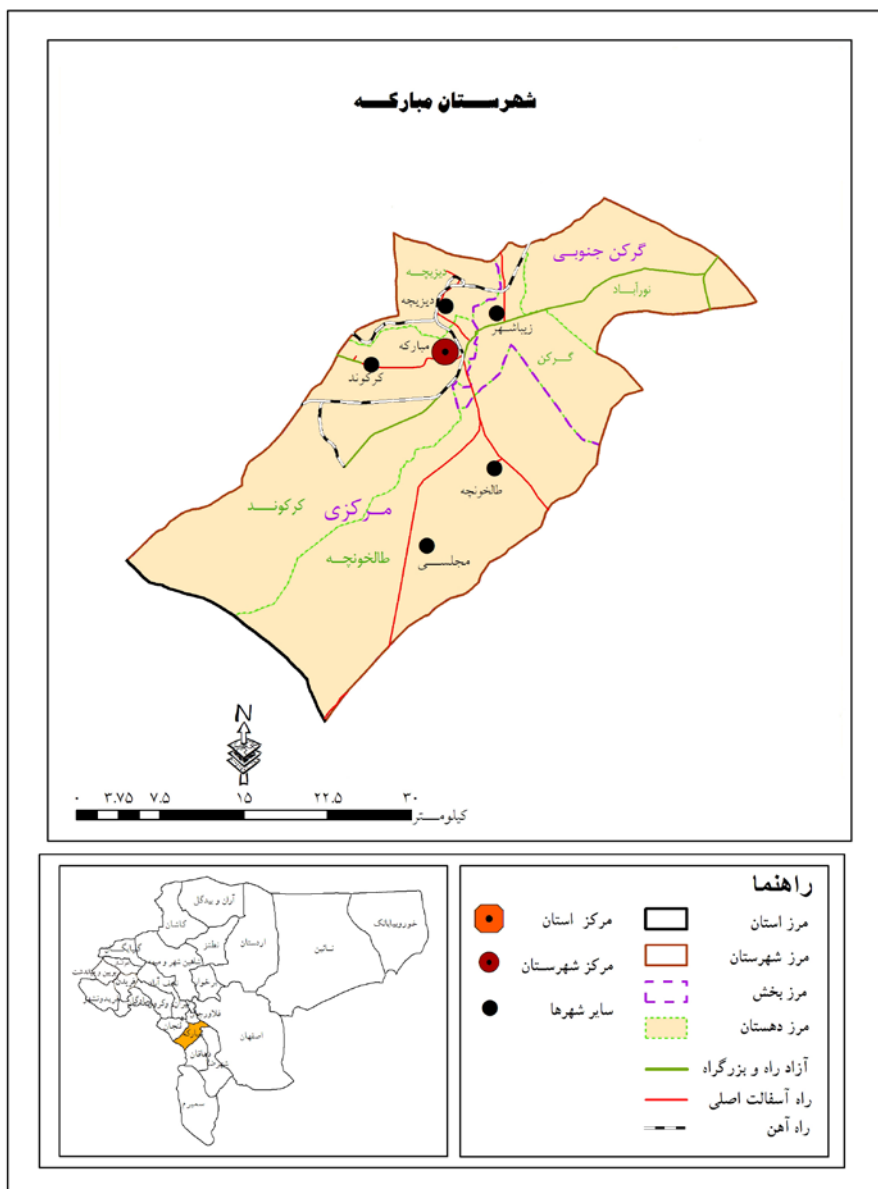 شهرستان مبارکه
گرکن جنوبی
نورآباد
دیزیچه
دیزیچه
زیباشهر
مبارکه
گرکن
کرکوند
طالخونچه
کرکوند
مرکزی
طالخونچه
مجلسی
N
۰ ۳.۷۵ ۷.۵ ۱۵ ۲۲.۵ ۳۰
کیلومتر
راهنما
مرز استان
مرز شهرستان
مرز بخش
مرز دهستان
آزاد راه و بزرگراه
راه آسفالت اصلی
راه آهن
مرکز استان
مرکز شهرستان
سایر شهرها
آران و بیدگل
کاشان
خوروبیابانک
نطنز
اردستان
نائین
اصفهان
دهاقان
شهرضا
سمیرم